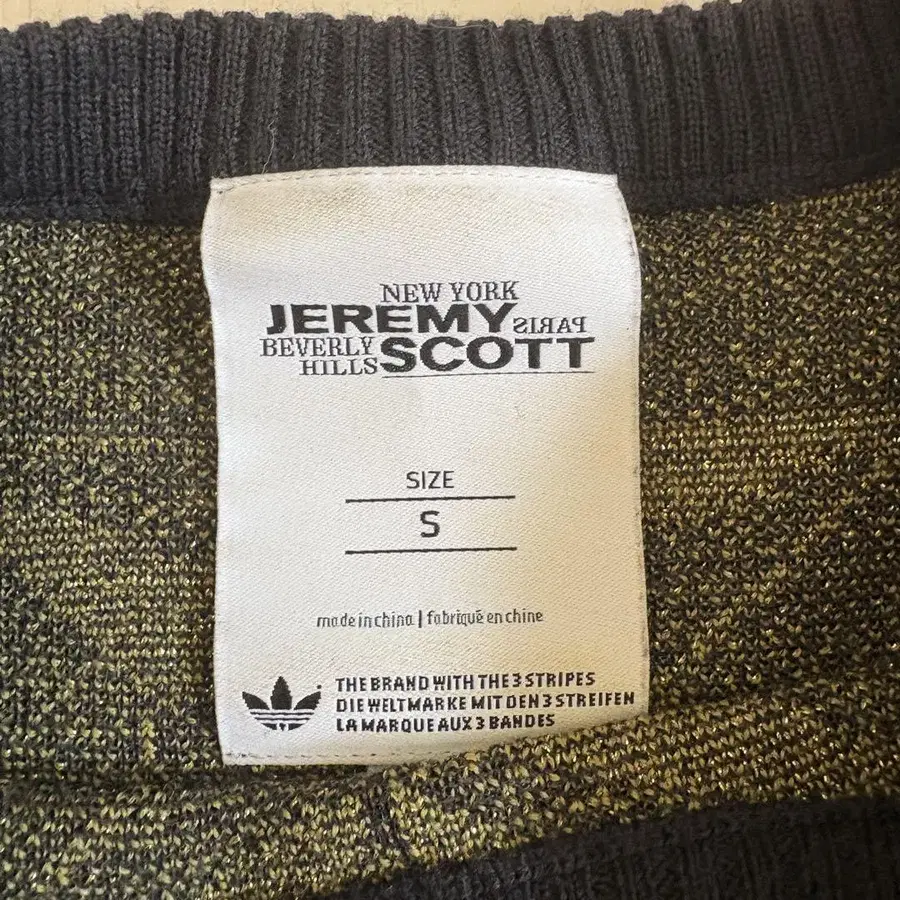 NEW YORK
JEREMY PARIS
BEVERLY SCOTT
HILLS
SIZE
S
made in china | fabriqué en chine
THE BRAND WITH THE 3 STRIPES
DIE WELTMARKE MIT DEN 3 STREIFEN
LA MARQUE AUX 3 BANDES